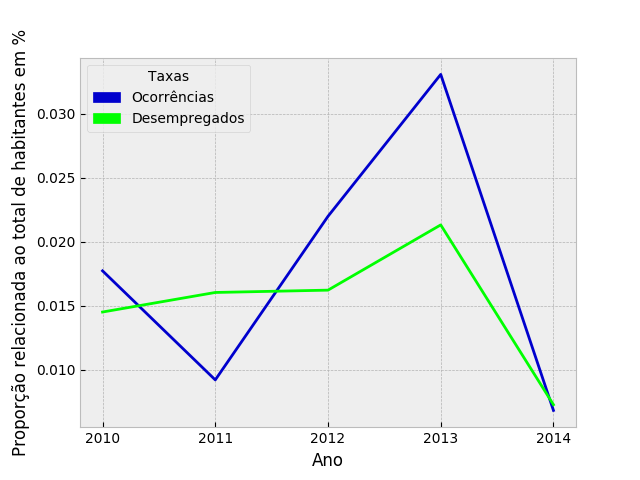 Proporção relacionada ao total de habitantes em %
Taxas
Ocorrências
Desempregados
0.030
0.025
0.020
0.015
0.010
2010 2011 2012 2013 2014
Ano